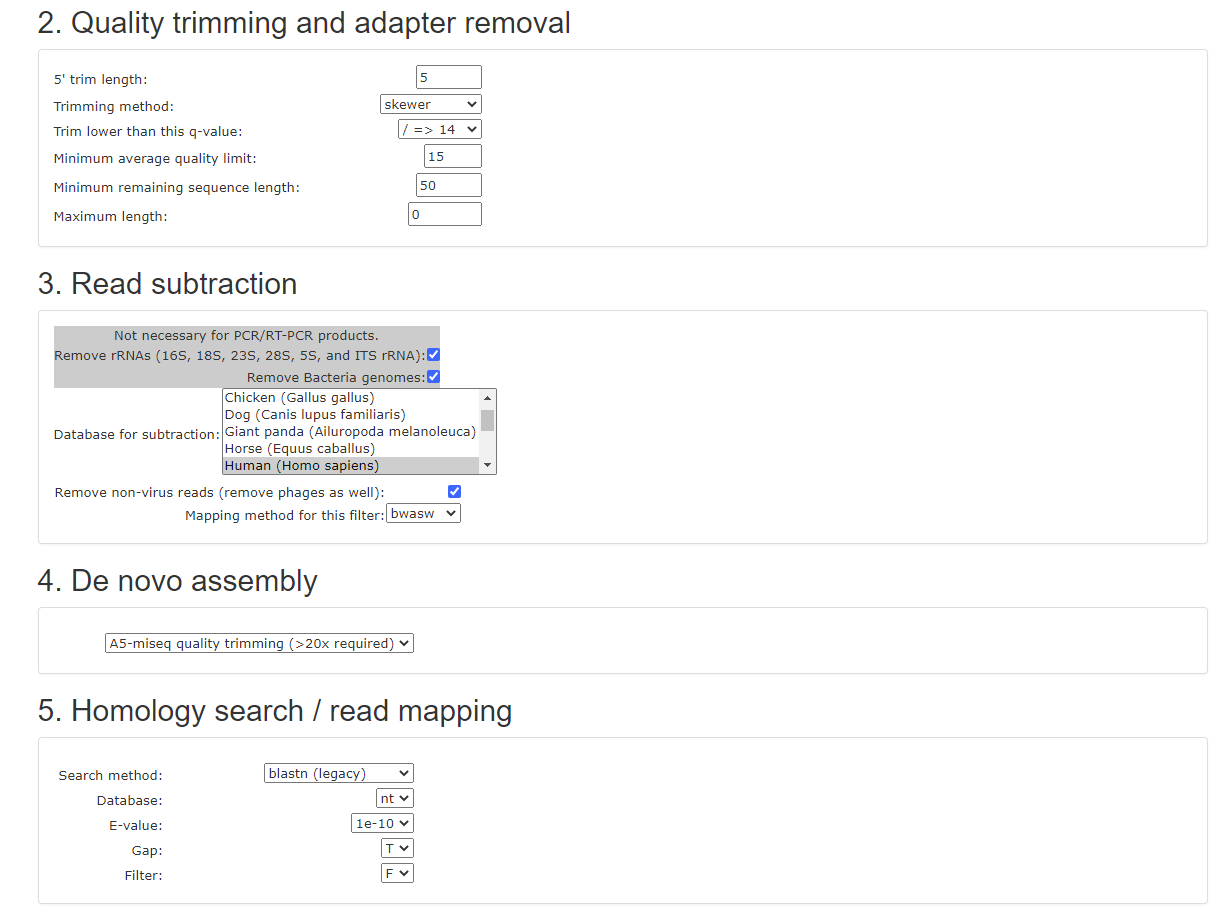 2. Quality trimming and adapter removal
5' trim length: 5
Trimming method: skewer
Trim lower than this q-value: / => 14
Minimum average quality limit: 15
Minimum remaining sequence length: 50
Maximum length: 0
3. Read subtraction
Not necessary for PCR/RT-PCR products.
Remove rRNAs (16S, 18S, 23S, 28S, 5S, and ITS rRNA):
Remove Bacteria genomes:
Chicken (Gallus gallus)
Dog (Canis lupus familiaris)
Database for subtraction: Giant panda (Ailuropoda melanoleuca)
Horse (Equus caballus)
Human (Homo sapiens)
Remove non-virus reads (remove phages as well):
Mapping method for this filter: bwasw
4. De novo assembly
A5-miseq quality trimming (>20x required)
5. Homology search / read mapping
Search method: blastn (legacy)
Database: nt
E-value: 1e-10
Gap: T
Filter: F